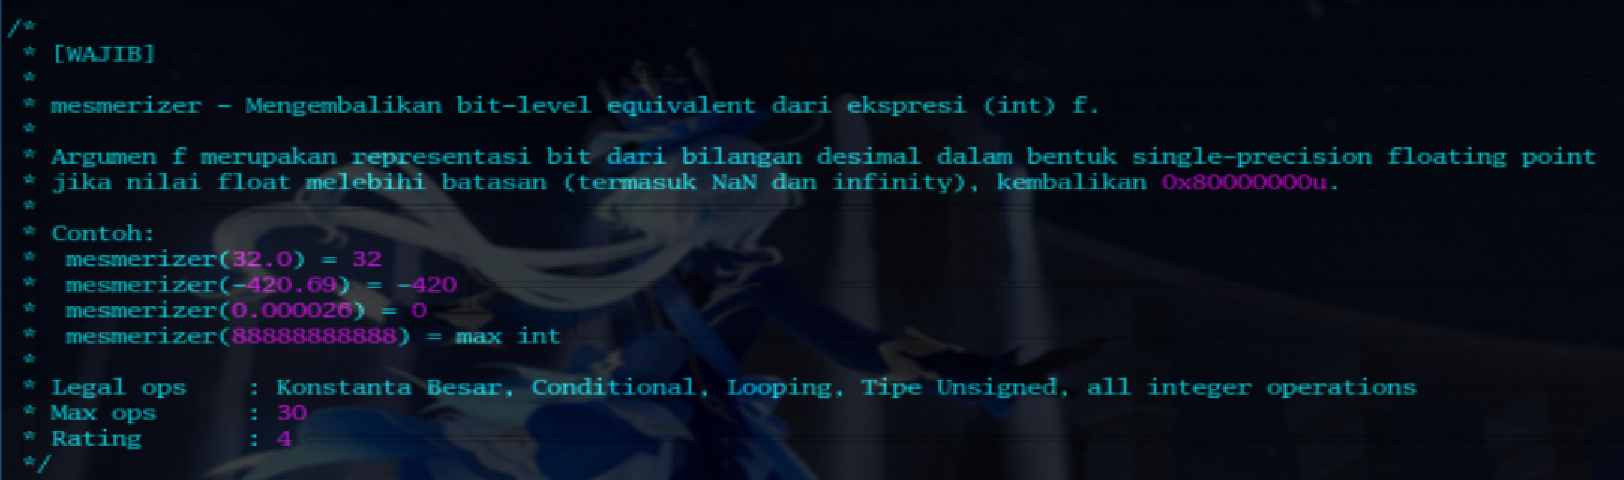 /*
* [WAJIB]
*
* mesmerizer - Mengembalikan bit-level equivalent dari ekspresi (int) f.
*
* Argumen f merupakan representasi bit dari bilangan desimal dalam bentuk single-precision floating point
* jika nilai float melebihi batasan (termasuk NaN dan infinity), kembalikan 0x80000000u.
*
* Contoh:
*  mesmerizer(32.0) = 32
*  mesmerizer(-420.69) = -420
*  mesmerizer(0.000026) = 0
*  mesmerizer(88888888888) = max int
*
* Legal ops    : Konstanta Besar, Conditional, Looping, Tipe Unsigned, all integer operations
* Max ops      : 30
* Rating       : 4
*/